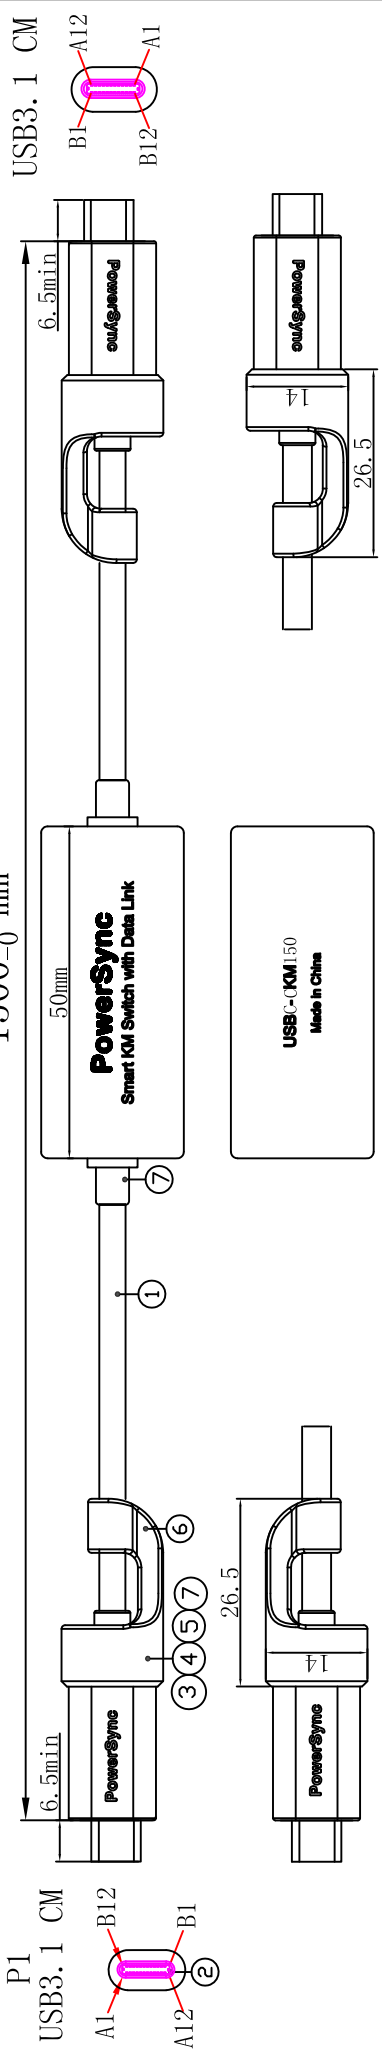 P1
USB3.1 CM
A1
B12
A12
B1
2
6.5min
PowerSync
3 4 5 7
6
1
7
50mm
PowerSync
Smart KM Switch with Data Link
6.5min
PowerSync
USB3.1 CM
B1
A12
B12
A1
PowerSync
14
26.5
USBC-CKM150
Made in China
26.5
14
PowerSync